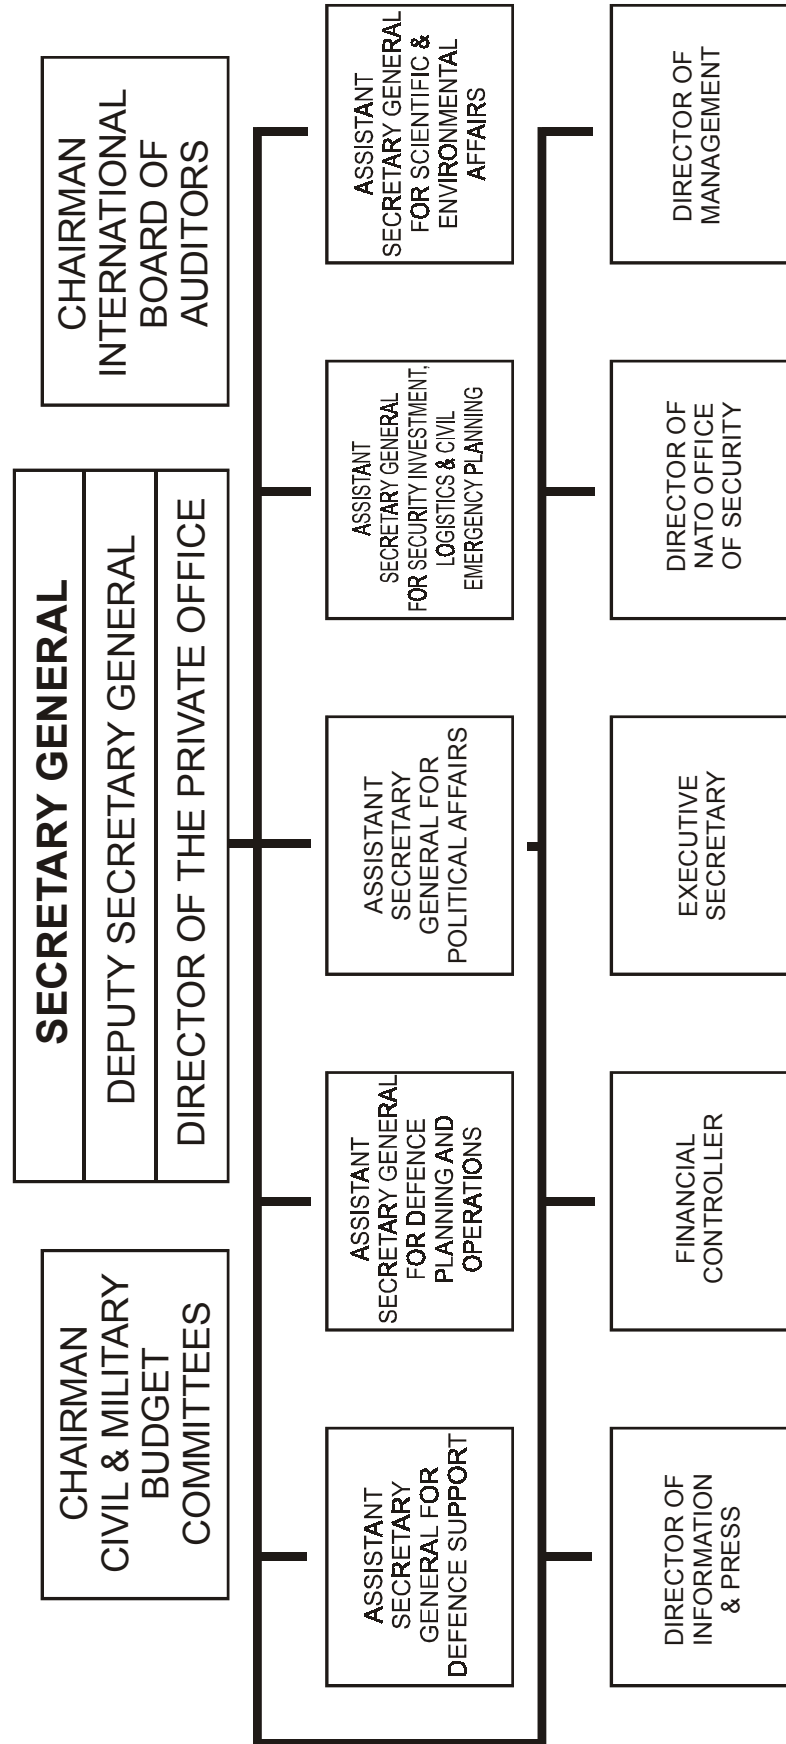 CHAIRMAN
CIVIL & MILITARY
BUDGET
COMMITTEES
SECRETARY GENERAL
DEPUTY SECRETARY GENERAL
DIRECTOR OF THE PRIVATE OFFICE
CHAIRMAN
INTERNATIONAL
BOARD OF
AUDITORS
ASSISTANT
SECRETARY
GENERAL FOR
DEFENCE SUPPORT
ASSISTANT
SECRETARY GENERAL
FOR DEFENCE
PLANNING AND
OPERATIONS
ASSISTANT
SECRETARY
GENERAL FOR
POLITICAL AFFAIRS
ASSISTANT
SECRETARY GENERAL
FOR SECURITY INVESTMENT,
LOGISTICS & CIVIL
EMERGENCY PLANNING
ASSISTANT
SECRETARY GENERAL
FOR SCIENTIFIC &
ENVIRONMENTAL
AFFAIRS
DIRECTOR OF
INFORMATION
& PRESS
FINANCIAL
CONTROLLER
EXECUTIVE
SECRETARY
DIRECTOR OF
NATO OFFICE
OF SECURITY
DIRECTOR OF
MANAGEMENT